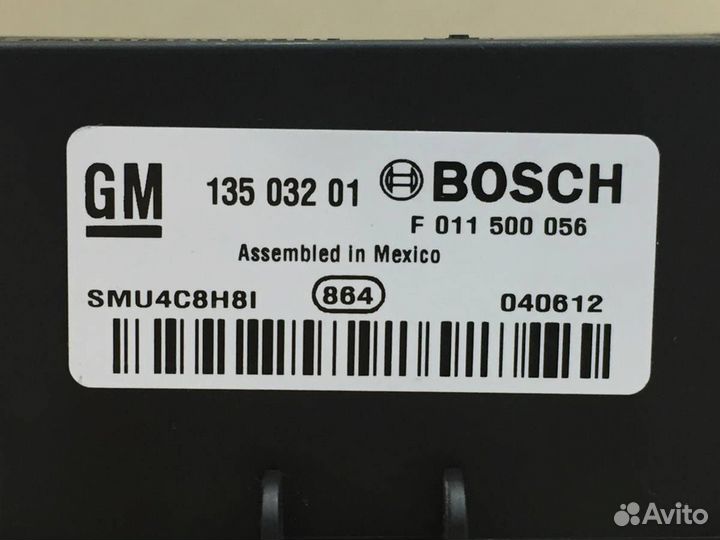 GM 135 032 01 BOSCH
F 011 500 056
Assembled in Mexico
SMU4C8H8I 864 040612
Avito